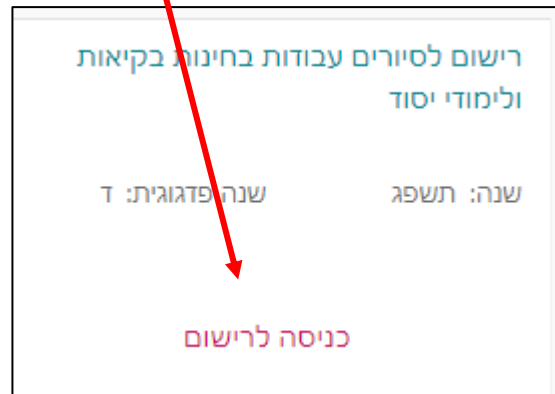 רישום לסיורים עבודות בחינות בקיאות
ולימודי יסוד
שנה: תשפג שנה פדגוגית: ד
כניסה לרישום